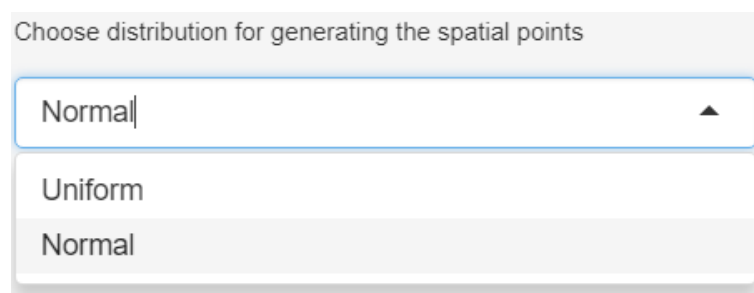 Choose distribution for generating the spatial points
Normal
Uniform
Normal